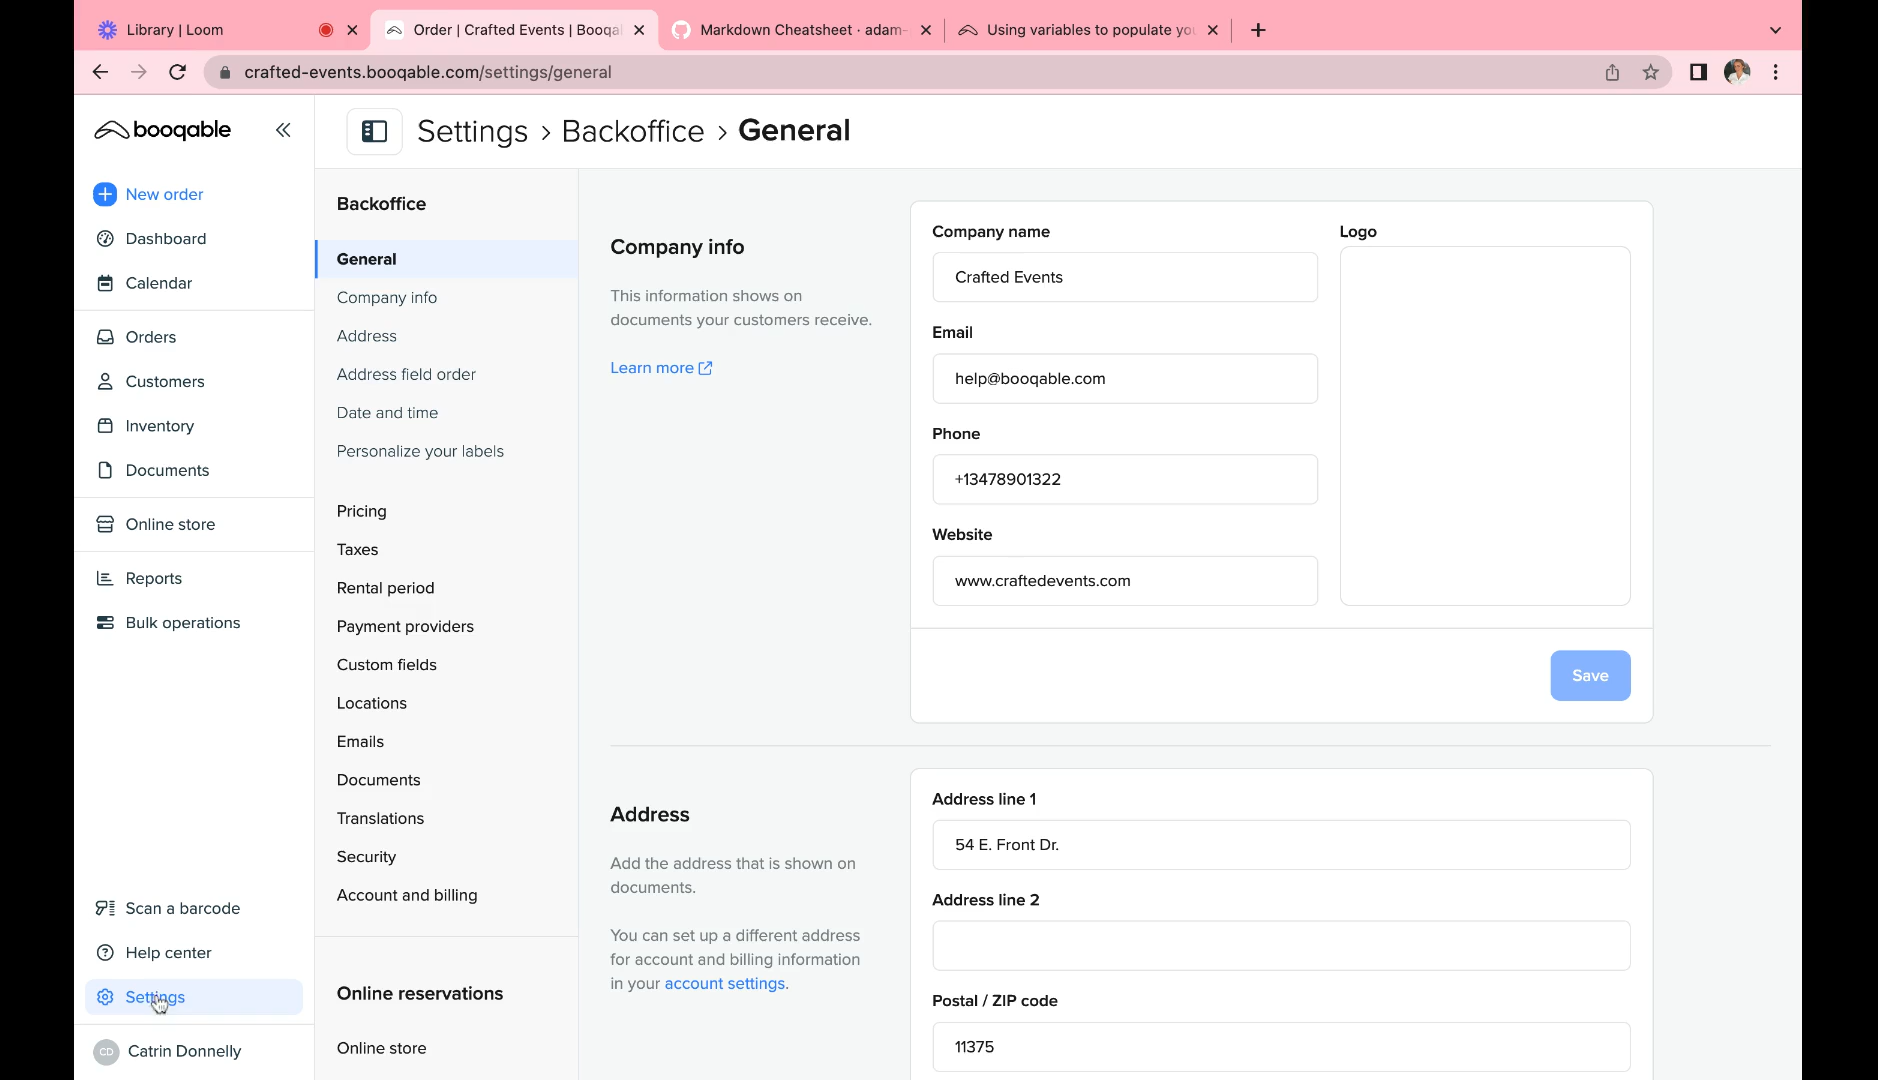 Library | Loom
Order | Crafted Events | Booqa
Markdown Cheatsheet · adam-
Using variables to populate yo
crafted-events.booqable.com/settings/general
booqable
Settings > Backoffice > General
New order
Dashboard
Calendar
Orders
Customers
Inventory
Documents
Online store
Reports
Bulk operations
Scan a barcode
Help center
Settings
CD
Catrin Donnelly
Backoffice
General
Company info
Address
Address field order
Date and time
Personalize your labels
Pricing
Taxes
Rental period
Payment providers
Custom fields
Locations
Emails
Documents
Translations
Security
Account and billing
Online reservations
Online store
Company info
This information shows on
documents your customers receive.
Learn more
Company name
Crafted Events
Email
help@booqable.com
Phone
+13478901322
Website
www.craftedevents.com
Logo
Save
Address
Add the address that is shown on
documents.
You can set up a different address
for account and billing information
in your account settings.
Address line 1
54 E. Front Dr.
Address line 2
Postal / ZIP code
11375